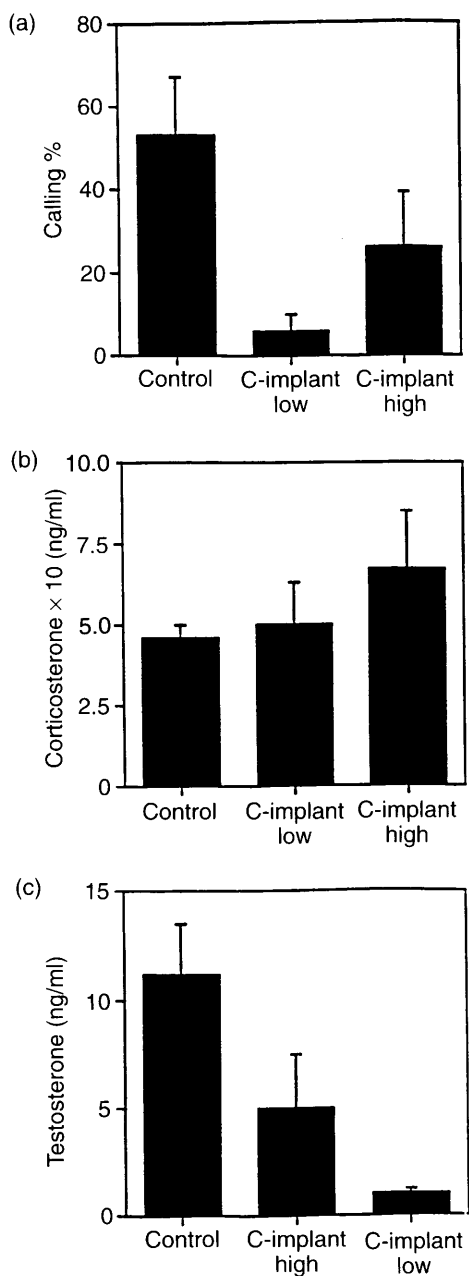 (a)
80
60
40
20
0
Calling %
Control
C-implant low
C-implant high
(b)
10.0
7.5
5.0
2.5
0
Corticosterone × 10 (ng/ml)
Control
C-implant low
C-implant high
(c)
15
10
5
0
Testosterone (ng/ml)
Control
C-implant high
C-implant low